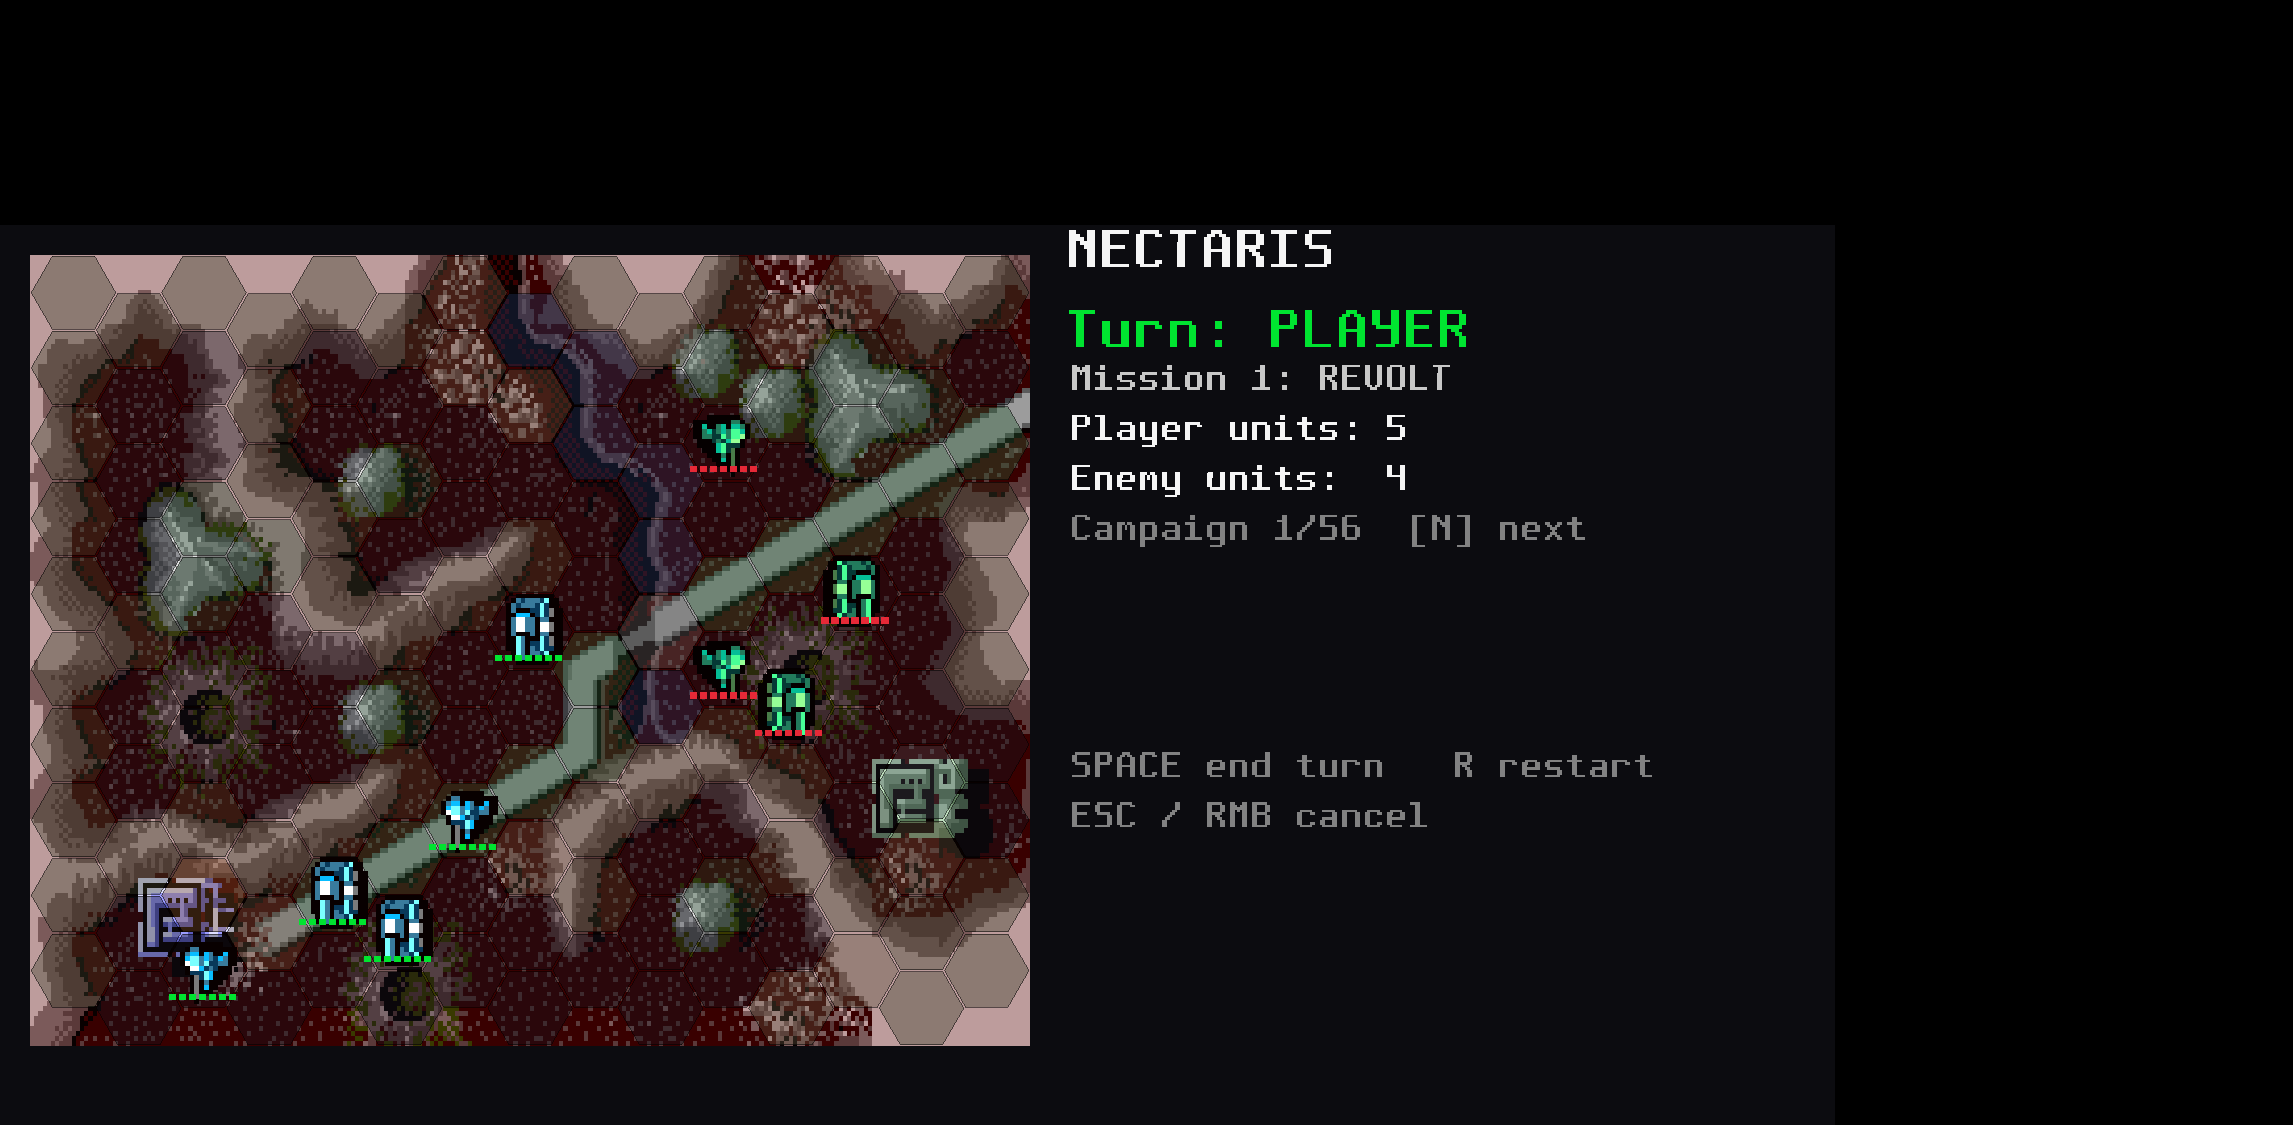 NECTARIS
Turn: PLAYER
Mission 1: REVOLT
Player units: 5
Enemy units:  4
Campaign 1/56  [N] next
SPACE end turn   R restart
ESC / RMB cancel